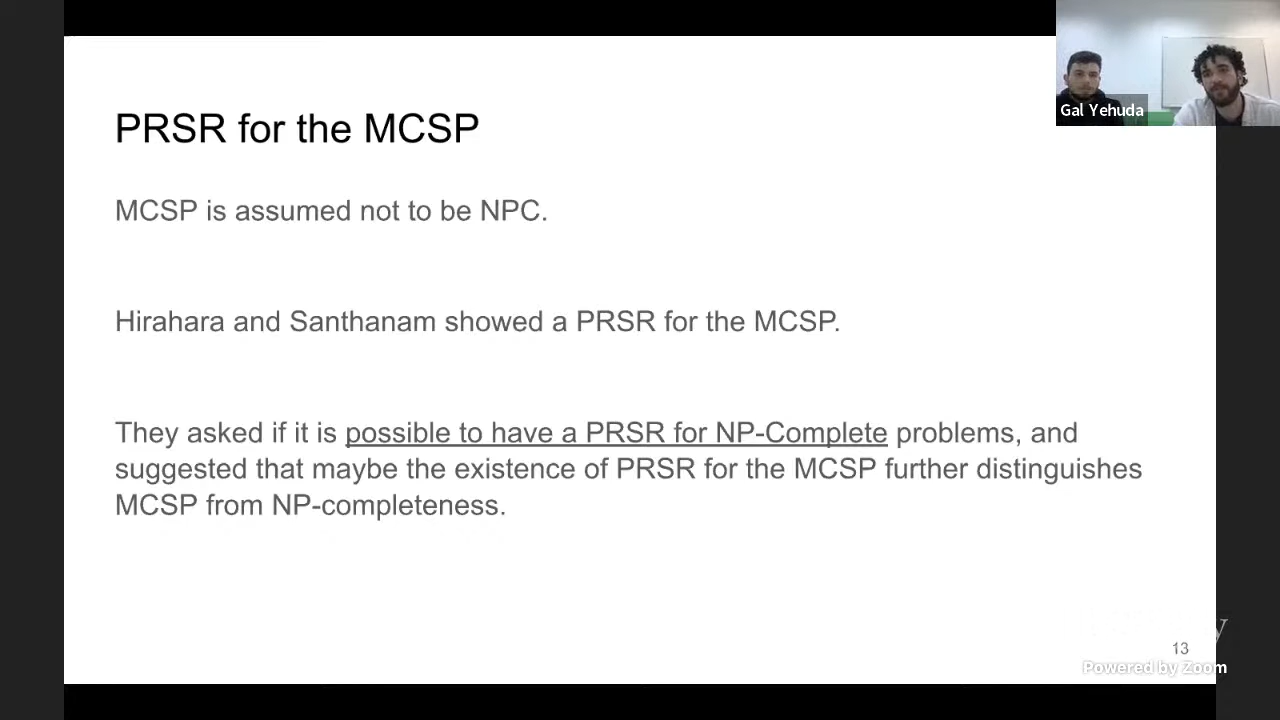 Gal Yehuda
PRSR for the MCSP
MCSP is assumed not to be NPC.
Hirahara and Santhanam showed a PRSR for the MCSP.
They asked if it is possible to have a PRSR for NP-Complete problems, and
suggested that maybe the existence of PRSR for the MCSP further distinguishes
MCSP from NP-completeness.
13
Powered by Zoom